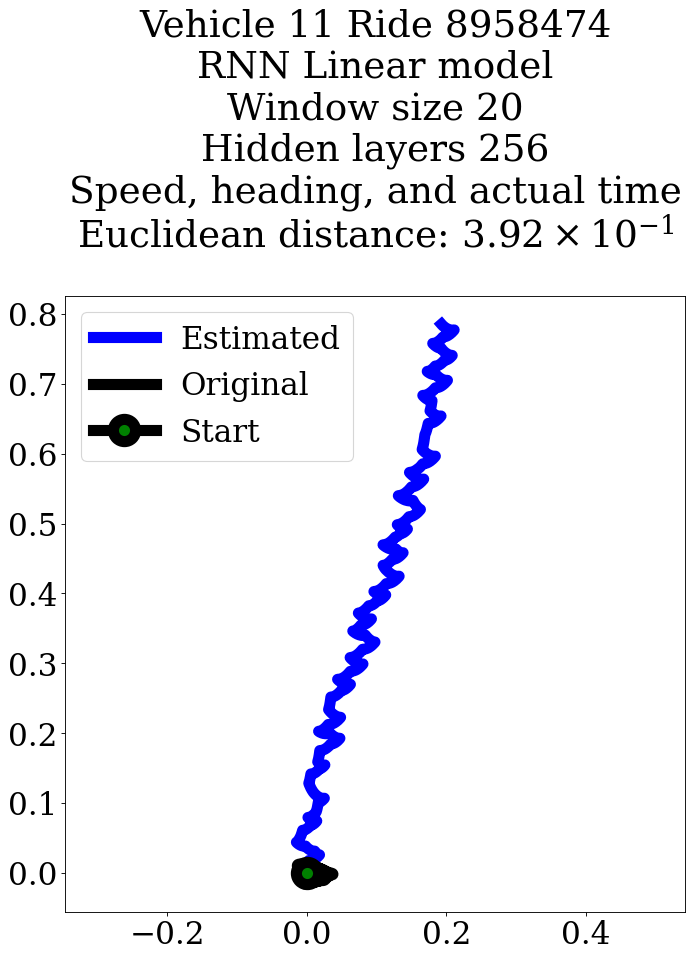 Vehicle 11 Ride 8958474
RNN Linear model
Window size 20
Hidden layers 256
Speed, heading, and actual time
Euclidean distance: 3.92 × 10⁻¹
Estimated
Original
Start
0.8
0.7
0.6
0.5
0.4
0.3
0.2
0.1
0.0
−0.2 0.0 0.2 0.4